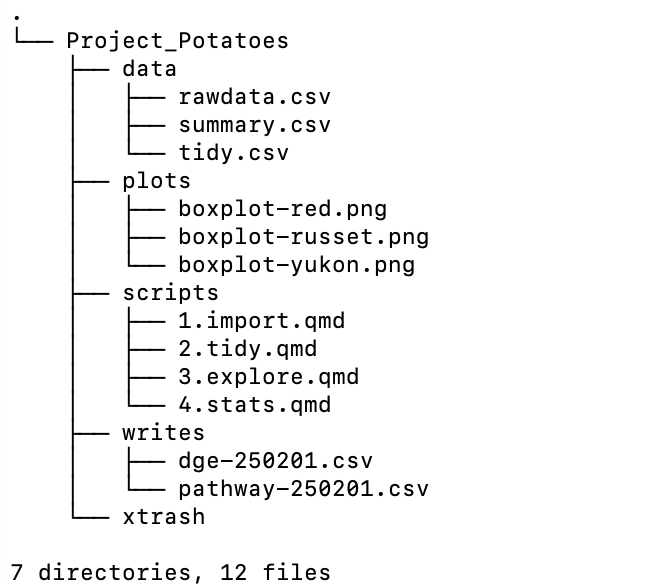 .
└── Project_Potatoes
    ├── data
    │   ├── rawdata.csv
    │   ├── summary.csv
    │   └── tidy.csv
    ├── plots
    │   ├── boxplot-red.png
    │   ├── boxplot-russet.png
    │   └── boxplot-yukon.png
    ├── scripts
    │   ├── 1.import.qmd
    │   ├── 2.tidy.qmd
    │   ├── 3.explore.qmd
    │   └── 4.stats.qmd
    ├── writes
    │   ├── dge-250201.csv
    │   └── pathway-250201.csv
    └── xtrash

7 directories, 12 files